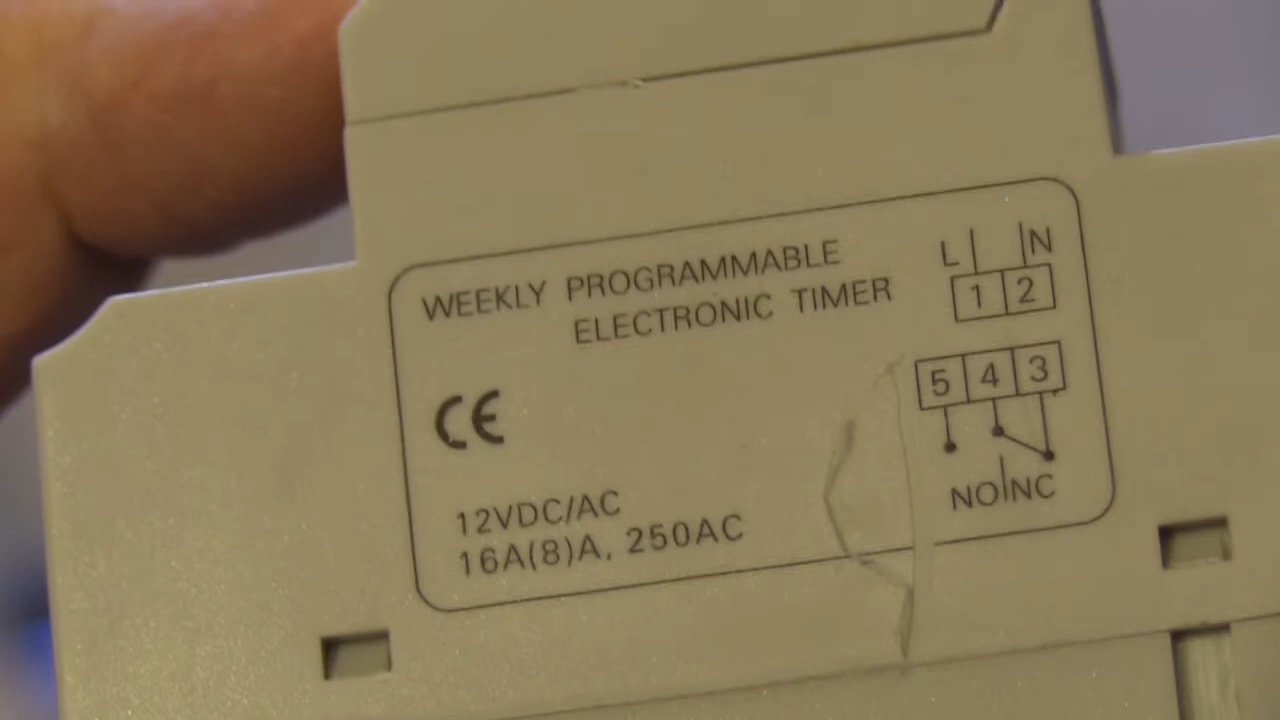 WEEKLY PROGRAMMABLE
ELECTRONIC TIMER
CE
12VDC/AC
16A(8)A, 250AC
L N
1 2
5 4 3
NO NC